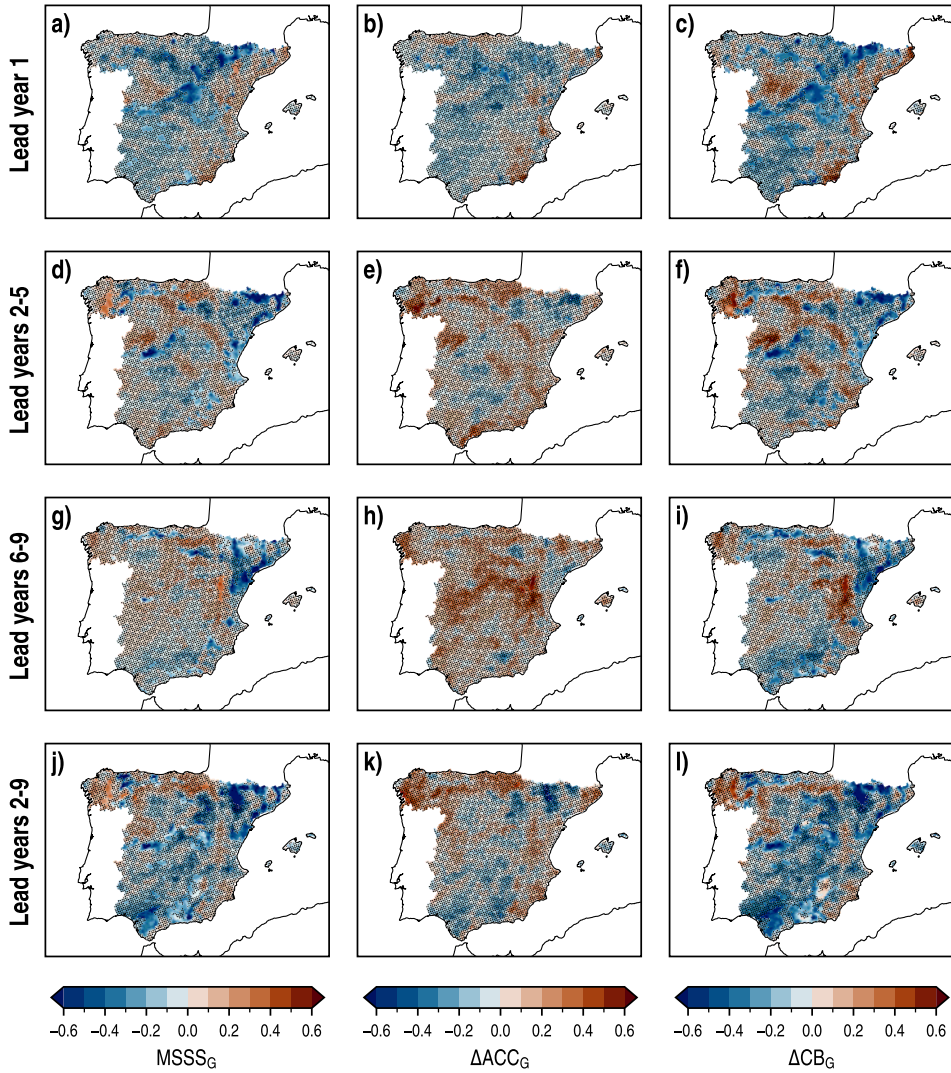 Lead year 1
a)
b)
c)
Lead years 2-5
d)
e)
f)
Lead years 6-9
g)
h)
i)
Lead years 2-9
j)
k)
l)
−0.6 −0.4 −0.2 0.0 0.2 0.4 0.6
−0.6 −0.4 −0.2 0.0 0.2 0.4 0.6
−0.6 −0.4 −0.2 0.0 0.2 0.4 0.6
MSSS_G
ΔACC_G
ΔCB_G